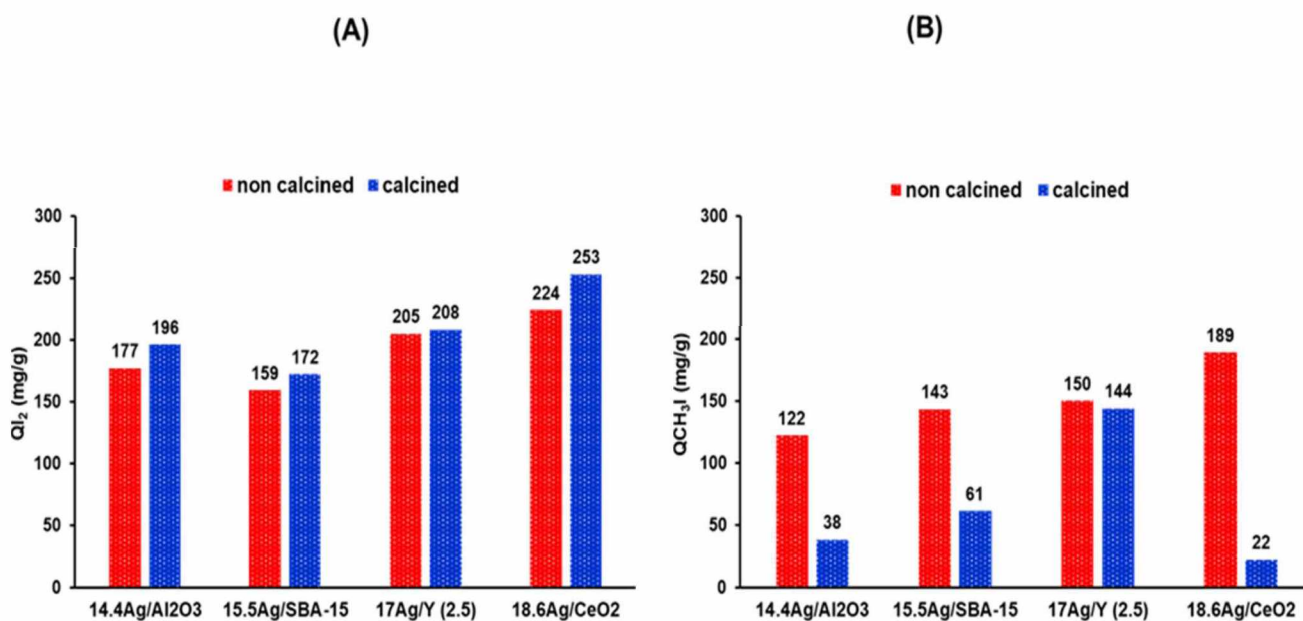 (A)
non calcined calcined
300
250
200
150
100
50
0
QI₂ (mg/g)
177 196
159 172
205 208
224 253
14.4Ag/Al2O3 15.5Ag/SBA-15 17Ag/Y (2.5) 18.6Ag/CeO2
(B)
non calcined calcined
300
250
200
150
100
50
0
QCH₃I (mg/g)
122 38
143 61
150 144
189 22
14.4Ag/Al2O3 15.5Ag/SBA-15 17Ag/Y (2.5) 18.6Ag/CeO2